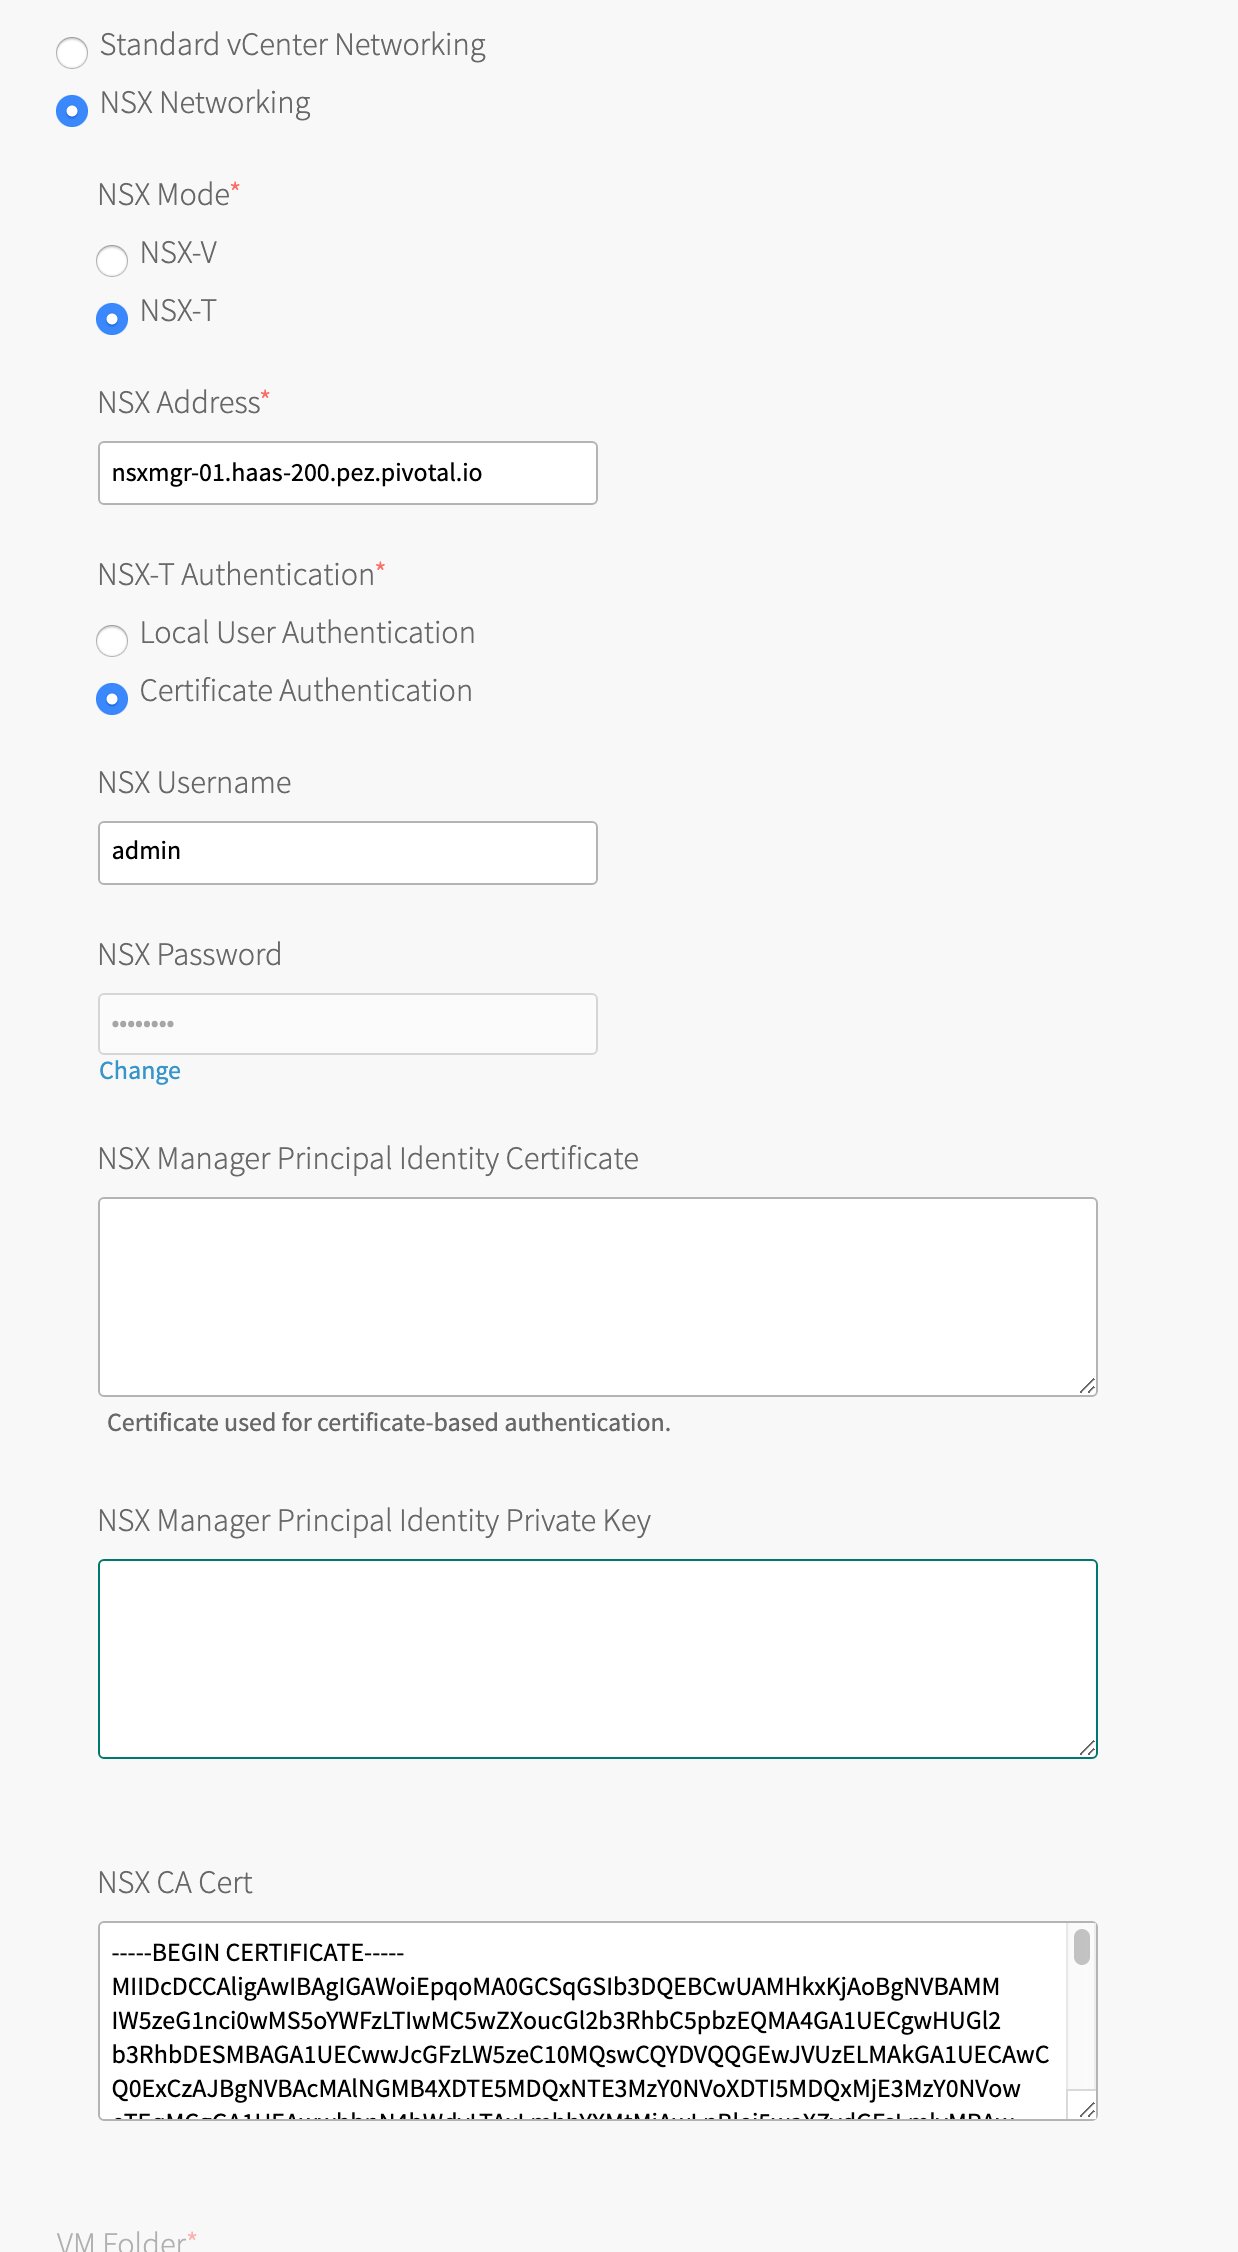 Standard vCenter Networking
NSX Networking
NSX Mode*
NSX-V
NSX-T
NSX Address*
nsxmgr-01.haas-200.pez.pivotal.io
NSX-T Authentication*
Local User Authentication
Certificate Authentication
NSX Username
admin
NSX Password
••••••••
Change
NSX Manager Principal Identity Certificate
Certificate used for certificate-based authentication.
NSX Manager Principal Identity Private Key
NSX CA Cert
-----BEGIN CERTIFICATE-----
MIIDcDCCAligAwIBAgIGAWoiEpqoMA0GCSqGSIb3DQEBCwUAMHkxKjAoBgNVBAMM
IW5zeG1nci0wMS5oYWFzLTIwMC5wZXoucGl2b3RhbC5pbzEQMA4GA1UECgwHUGl2
b3RhbDESMBAGA1UECwwJcGFzLW5zeC10MQswCQYDVQQGEwJVUzELMAkGA1UECAwC
Q0ExCzAJBgNVBAcMAlNGMB4XDTE5MDQxNTE3MzY0NVoXDTI5MDQxMjE3MzY0NVow
VM Folder*